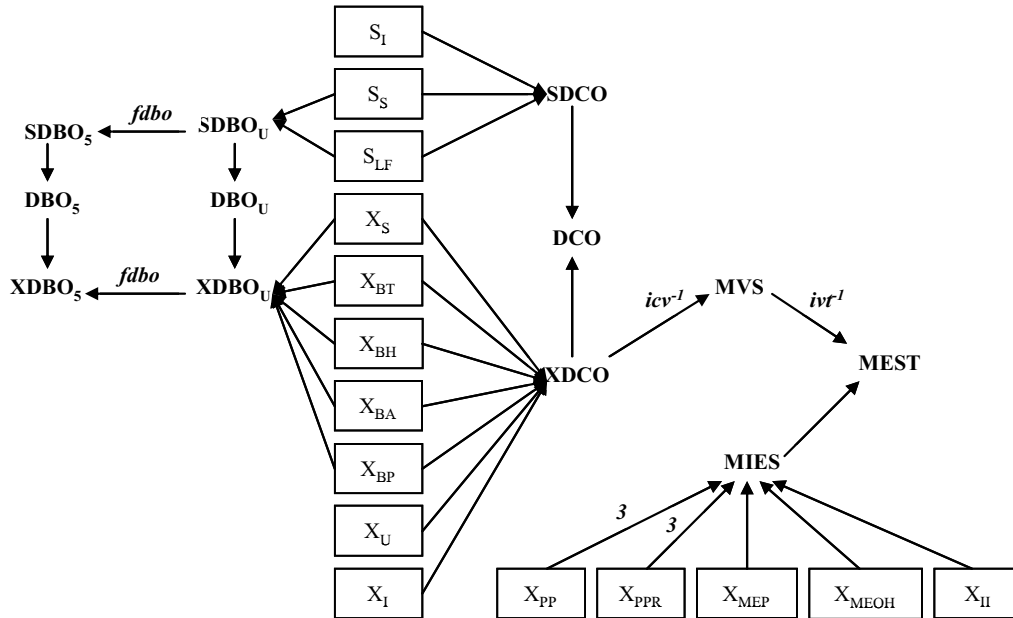 S_I
S_S
SDCO
fdbo
SDBO_5
SDBO_U
S_LF
DBO_5
DBO_U
X_S
DCO
fdbo
XDBO_5
XDBO_U
X_BT
icv^-1
MVS
ivt^-1
X_BH
XDCO
MEST
X_BA
X_BP
MIES
3
3
X_U
X_I
X_PP
X_PPR
X_MEP
X_MEOH
X_II